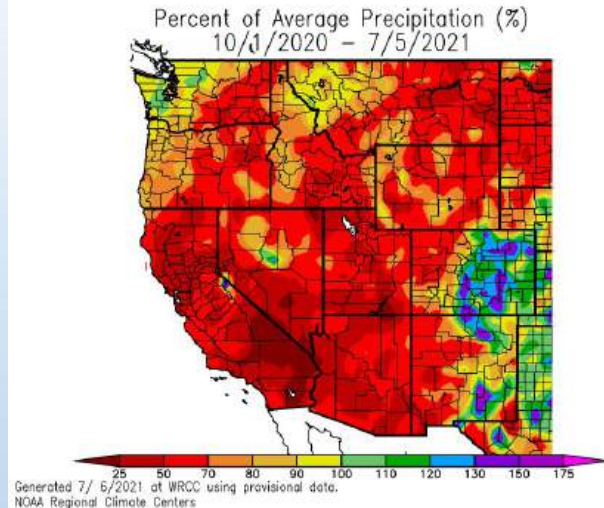 Percent of Average Precipitation (%)
10/1/2020 – 7/5/2021
25 50 70 80 90 100 110 120 130 150 175
Generated 7/ 6/2021 at WRCC using provisional data.
NOAA Regional Climate Centers